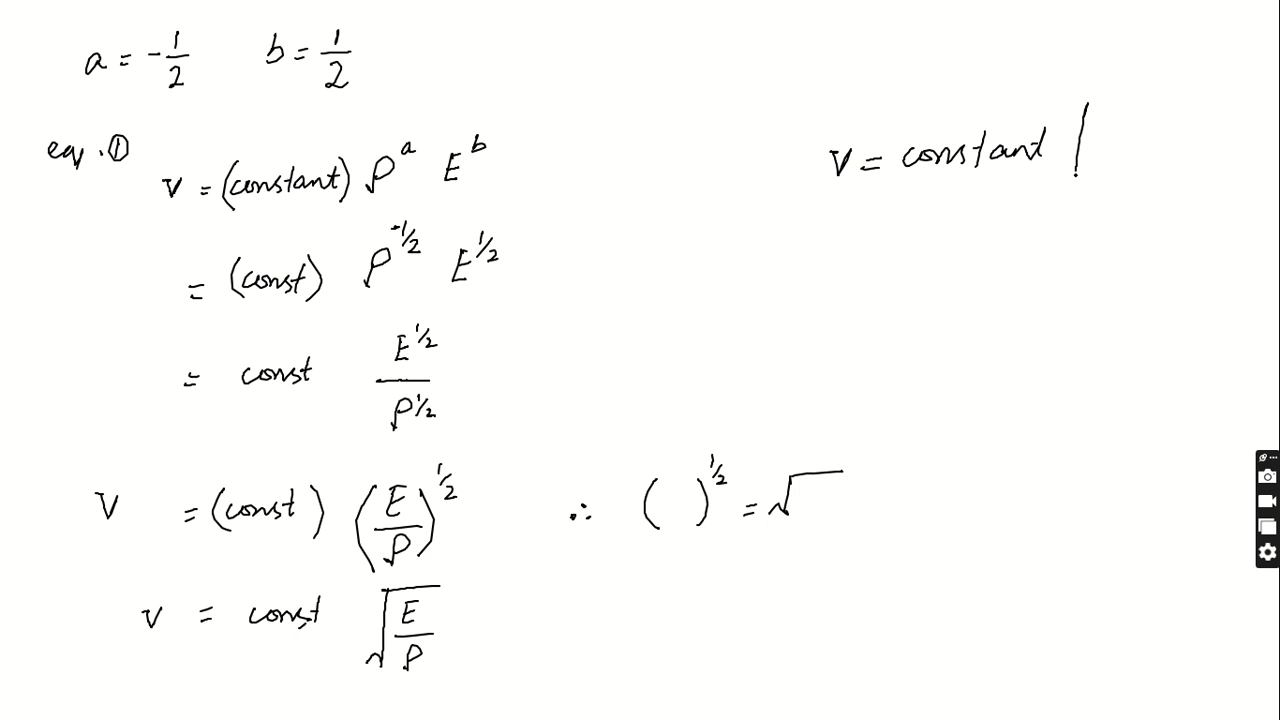 a = -1/2   b = 1/2
eq. ① v = (constant) ρ^a E^b
v = constant |
= (const) ρ^-1/2 E^1/2
= const E^1/2 / ρ^1/2
V = (const) (E/ρ)^1/2   ∴ ( )^1/2 = √
v = const √(E/ρ)